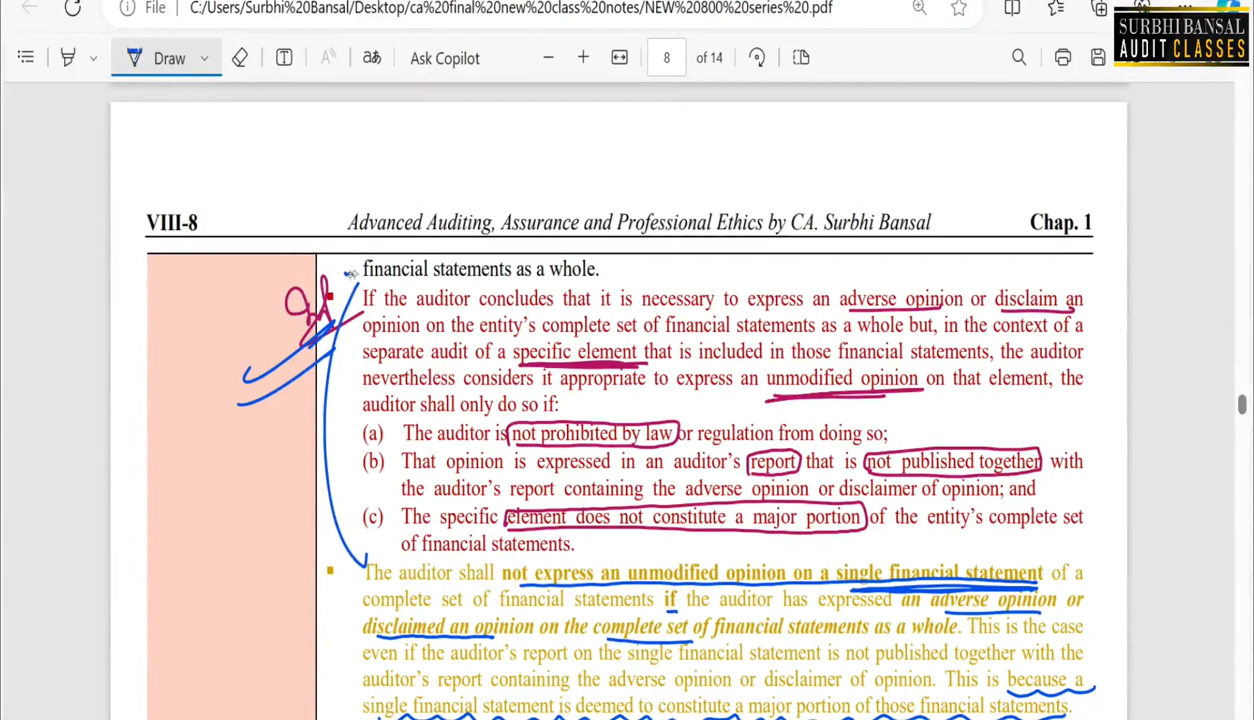 File C:/Users/Surbhi Bansal/Desktop/ca%20final%20new%20class%20notes/NEW%20800%20series%20.pdf
SURBHI BANSAL
AUDIT CLASSES
Draw aあ Ask Copilot 8 of 14
VIII-8 Advanced Auditing, Assurance and Professional Ethics by CA. Surbhi Bansal Chap. 1
financial statements as a whole.
If the auditor concludes that it is necessary to express an adverse opinion or disclaim an
opinion on the entity's complete set of financial statements as a whole but, in the context of a
separate audit of a specific element that is included in those financial statements, the auditor
nevertheless considers it appropriate to express an unmodified opinion on that element, the
auditor shall only do so if:
(a) The auditor is not prohibited by law or regulation from doing so;
(b) That opinion is expressed in an auditor's report that is not published together with
the auditor's report containing the adverse opinion or disclaimer of opinion; and
(c) The specific element does not constitute a major portion of the entity's complete set
of financial statements.
The auditor shall not express an unmodified opinion on a single financial statement of a
complete set of financial statements if the auditor has expressed an adverse opinion or
disclaimed an opinion on the complete set of financial statements as a whole. This is the case
even if the auditor's report on the single financial statement is not published together with the
auditor's report containing the adverse opinion or disclaimer of opinion. This is because a
single financial statement is deemed to constitute a major portion of those financial statements.